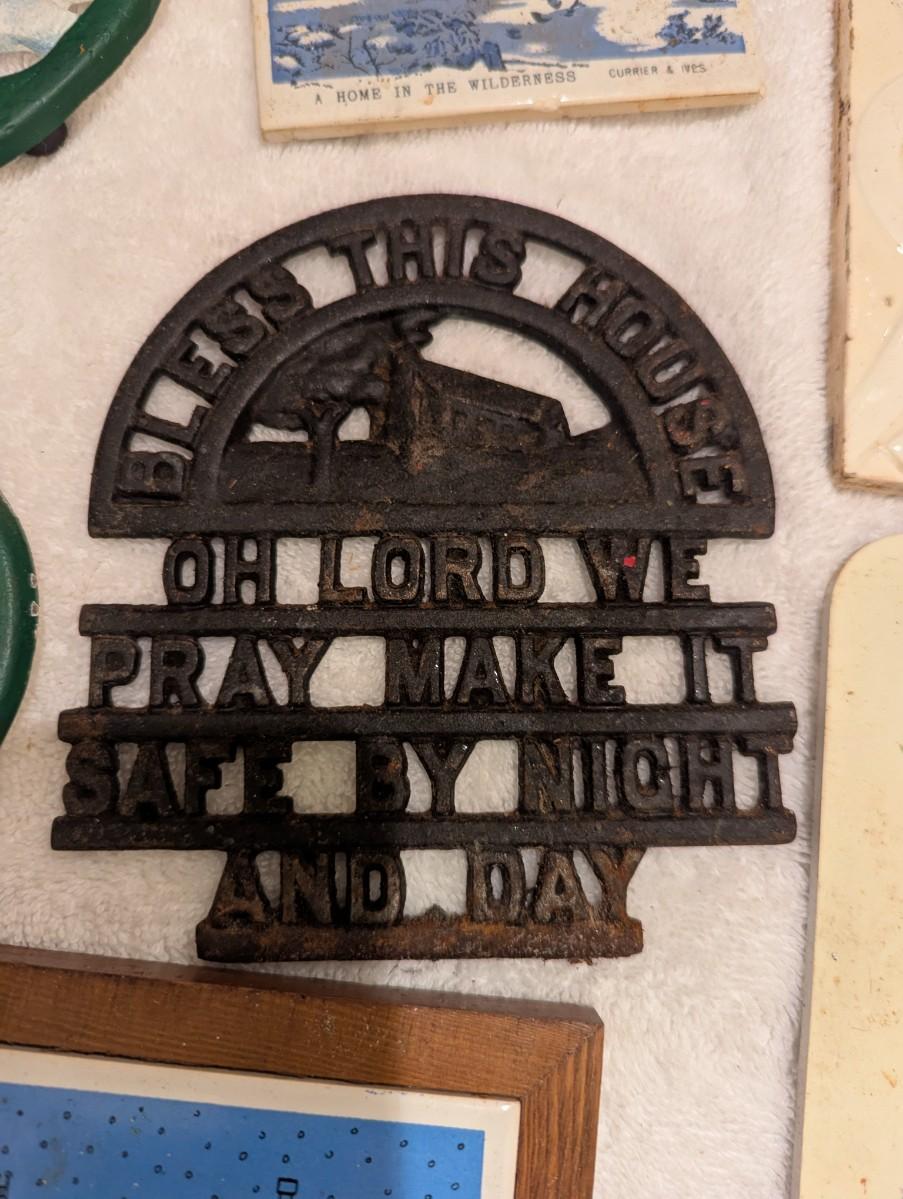 A HOME IN THE WILDERNESS CURRIER & IVES
BLESS THIS HOUSE
OH LORD WE
PRAY MAKE IT
SAFE BY NIGHT
AND DAY